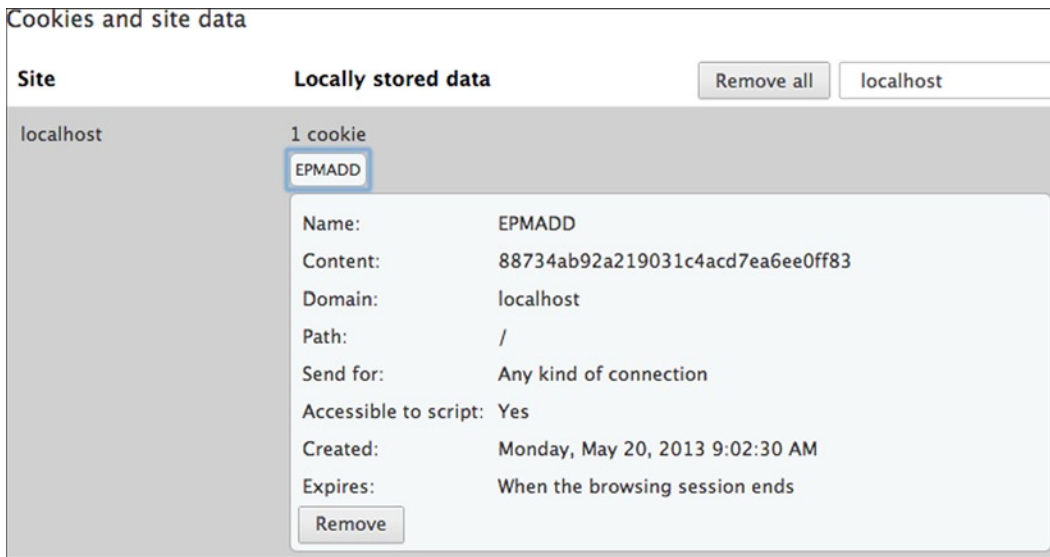 Cookies and site data
Site Locally stored data Remove all localhost
localhost 1 cookie
EPMADD
Name: EPMADD
Content: 88734ab92a219031c4acd7ea6ee0ff83
Domain: localhost
Path: /
Send for: Any kind of connection
Accessible to script: Yes
Created: Monday, May 20, 2013 9:02:30 AM
Expires: When the browsing session ends
Remove